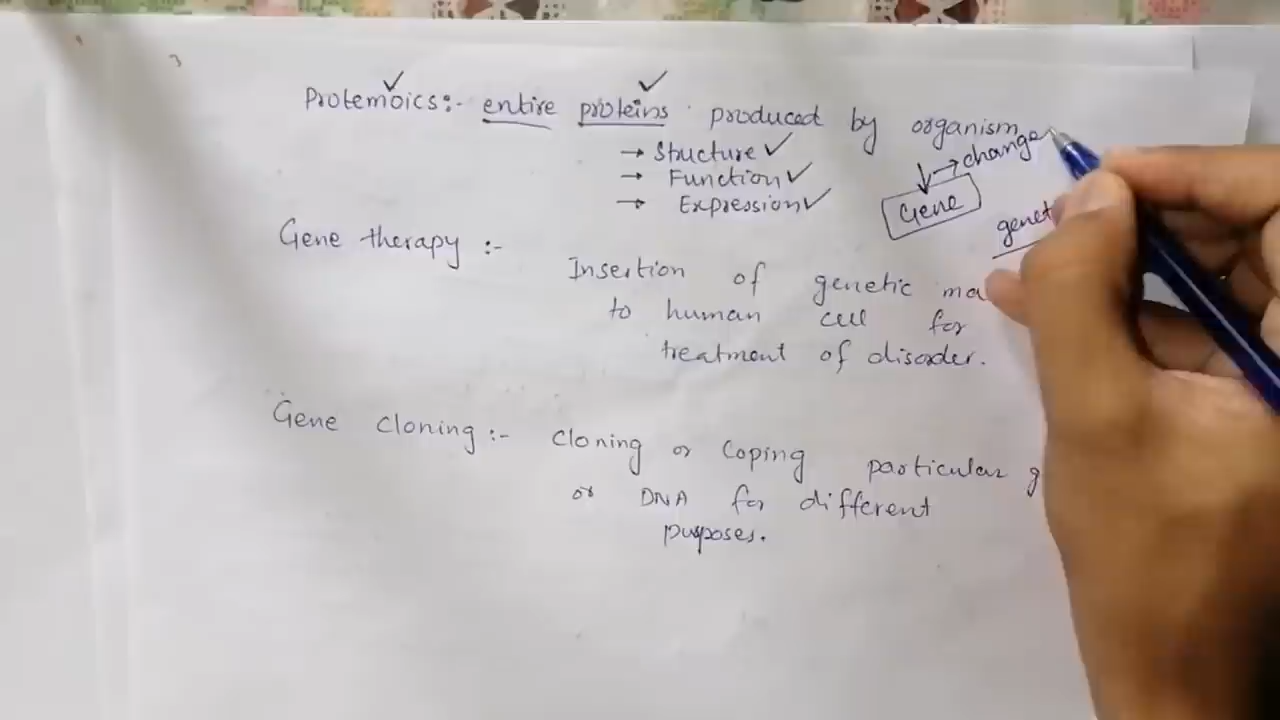 Protemoics:- entire proteins produced by organism
→ Structure ✓
→ change
→ Function ✓
Gene
→ Expression ✓
Gene therapy :-
Insertion of genetic
to human cell for
treatment of disorder.
Gene cloning:- Cloning or Coping particular
or DNA for different
purposes.